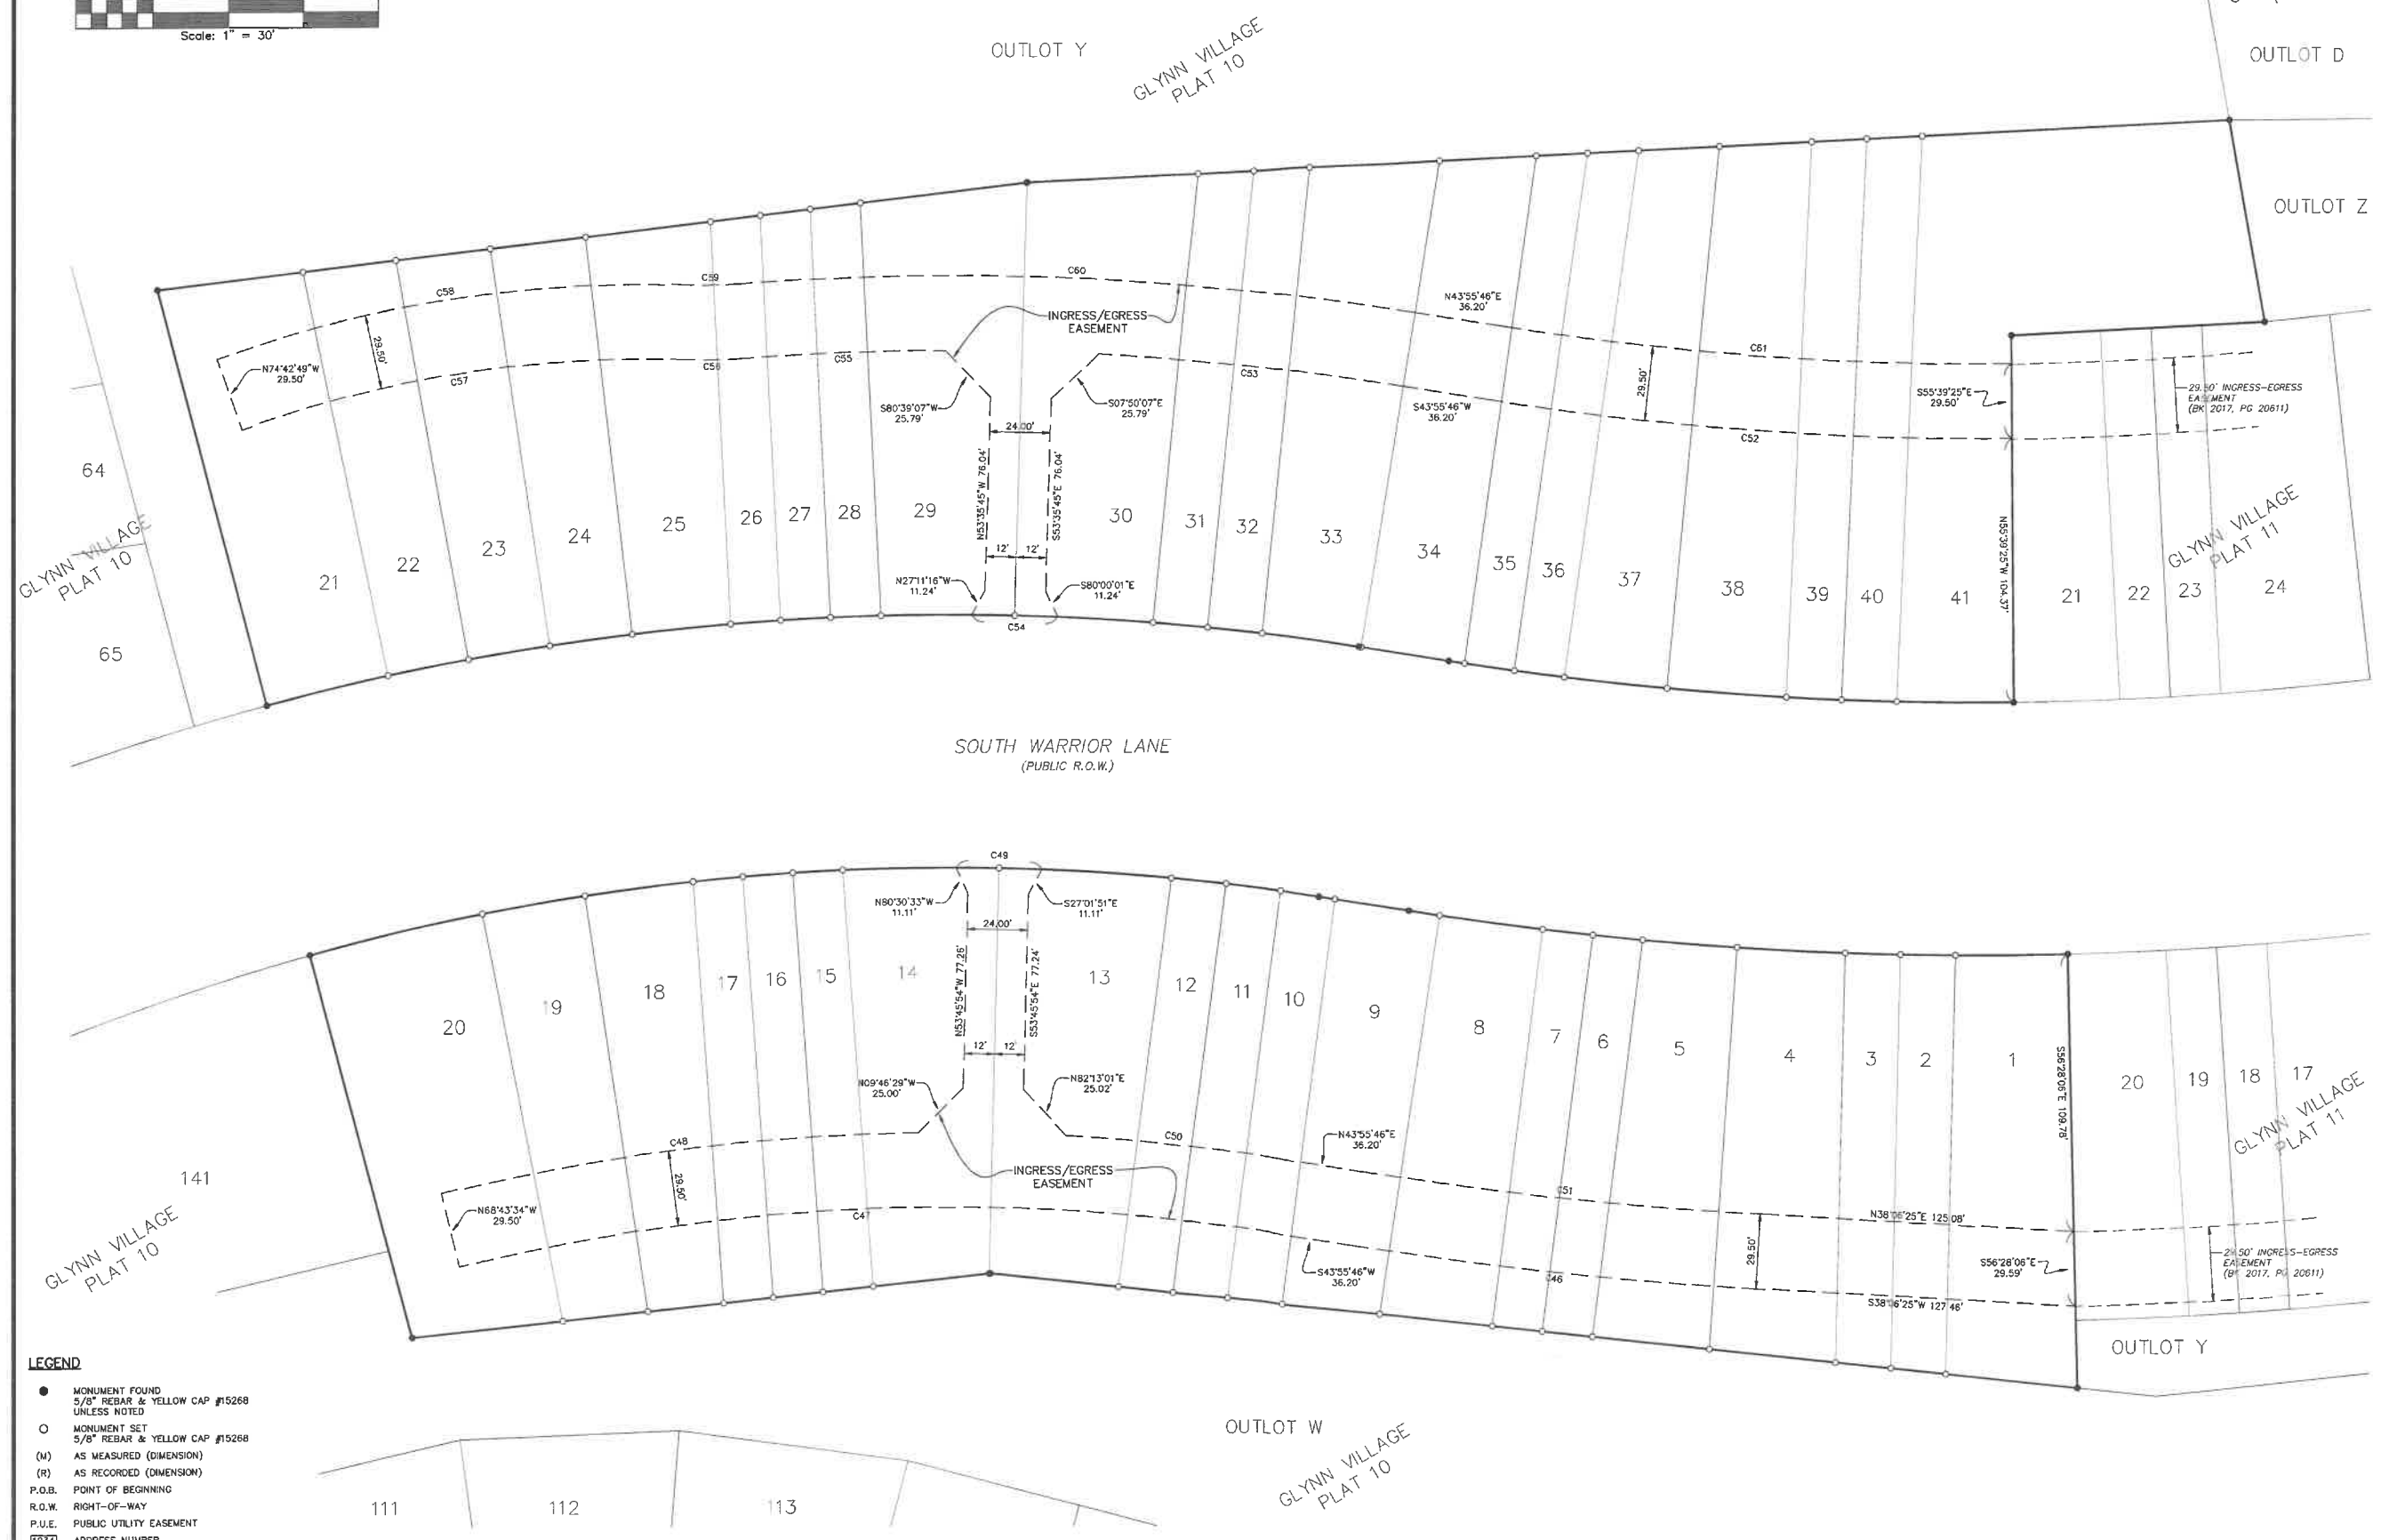 Scale: 1" = 30'
OUTLOT Y
GLYNN VILLAGE
PLAT 10
OUTLOT D
OUTLOT Z
C58
C59
C60
N43°55'46"E
36.20'
C61
INGRESS/EGRESS
EASEMENT
29.50'
N74°42'49"W
29.50'
C57
C56
C55
C53
S80°39'07"W
25.79'
S07°50'07"E
25.79'
S43°55'46"W
36.20'
29.50'
C52
S55°39'25"E
29.50'
29.50' INGRESS-EGRESS
EASEMENT
(BK 2017, PG 20611)
24.00'
N53°35'45"W 76.04'
S53°35'45"E 76.04'
12'
12'
N27°11'16"W
11.24'
S80°00'01"E
11.24'
C54
64
GLYNN VILLAGE
PLAT 10
65
21
22
23
24
25
26
27
28
29
30
31
32
33
34
35
36
37
38
39
40
41
N55°39'25"W 104.37'
GLYNN VILLAGE
PLAT 11
21
22
23
24
SOUTH WARRIOR LANE
(PUBLIC R.O.W.)
C49
N80°30'33"W
11.11'
S27°01'51"E
11.11'
24.00'
N53°45'54"W 77.26'
S53°45'54"E 77.24'
12'
12'
N09°46'29"W
25.00'
N82°13'01"E
25.02'
20
19
18
17
16
15
14
13
12
11
10
9
8
7
6
5
4
3
2
1
S56°28'06"E 109.78'
20
19
18
17
GLYNN VILLAGE
PLAT 11
C48
C50
N43°55'46"E
36.20'
INGRESS/EGRESS
EASEMENT
29.50'
C51
N68°43'34"W
29.50'
C47
N38°06'25"E 125.08'
29.50'
S43°55'46"W
36.20'
C46
S56°28'06"E
29.59'
S38°06'25"W 127.46'
29.50' INGRESS-EGRESS
EASEMENT
(BK 2017, PG 20611)
141
GLYNN VILLAGE
PLAT 10
OUTLOT Y
OUTLOT W
GLYNN VILLAGE
PLAT 10
LEGEND
MONUMENT FOUND
5/8" REBAR & YELLOW CAP #15268
UNLESS NOTED
MONUMENT SET
5/8" REBAR & YELLOW CAP #15268
(M) AS MEASURED (DIMENSION)
(R) AS RECORDED (DIMENSION)
P.O.B. POINT OF BEGINNING
R.O.W. RIGHT-OF-WAY
P.U.E. PUBLIC UTILITY EASEMENT
ADDRESS NUMBER
111
112
113